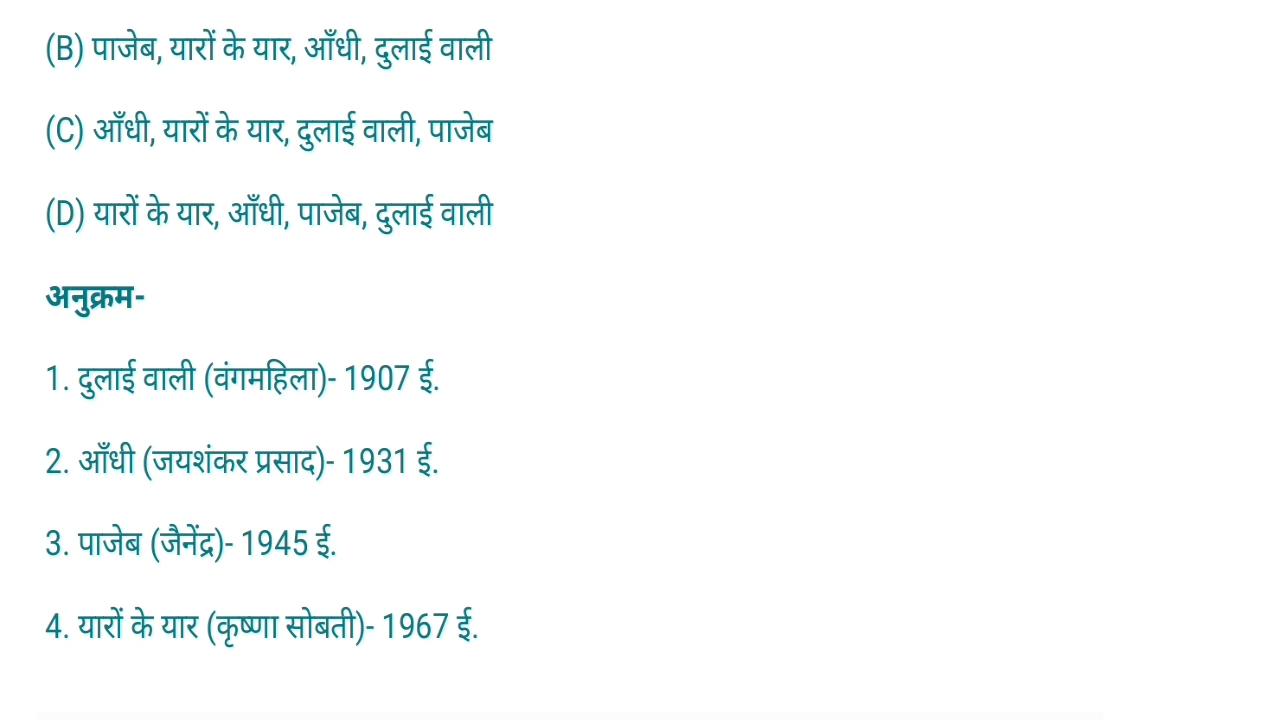 (B) पाजेब, यारों के यार, आँधी, दुलाई वाली
(C) आँधी, यारों के यार, दुलाई वाली, पाजेब
(D) यारों के यार, आँधी, पाजेब, दुलाई वाली
अनुक्रम-
1. दुलाई वाली (वंगमहिला)- 1907 ई.
2. आँधी (जयशंकर प्रसाद)- 1931 ई.
3. पाजेब (जैनेंद्र)- 1945 ई.
4. यारों के यार (कृष्णा सोबती)- 1967 ई.